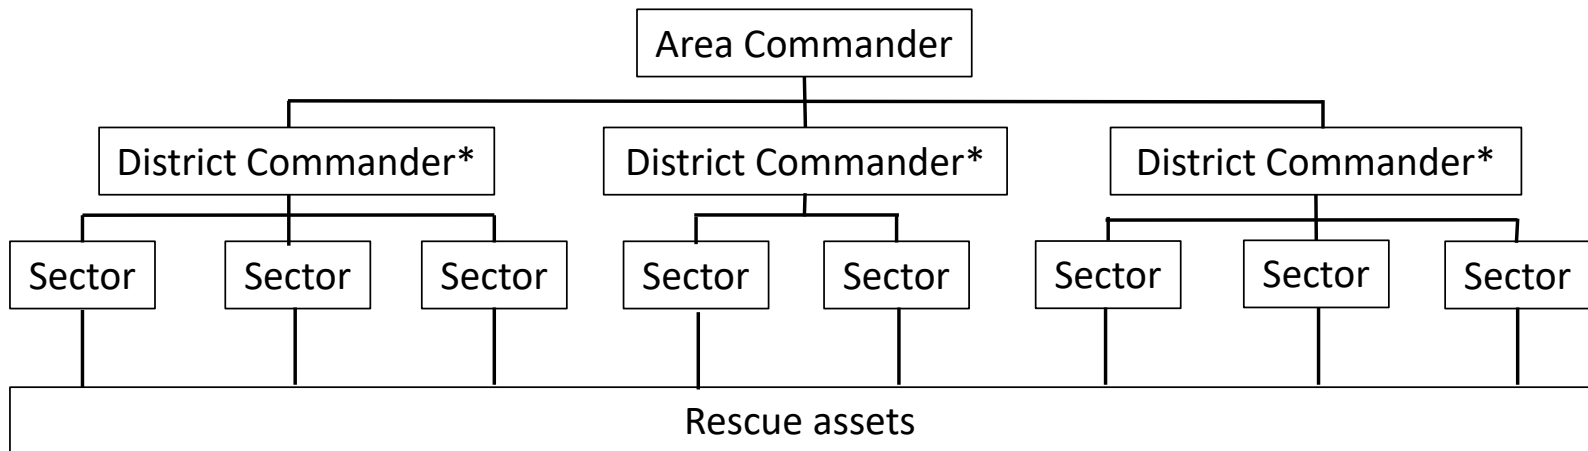 Area Commander
District Commander*
District Commander*
District Commander*
Sector
Sector
Sector
Sector
Sector
Sector
Sector
Sector
Rescue assets